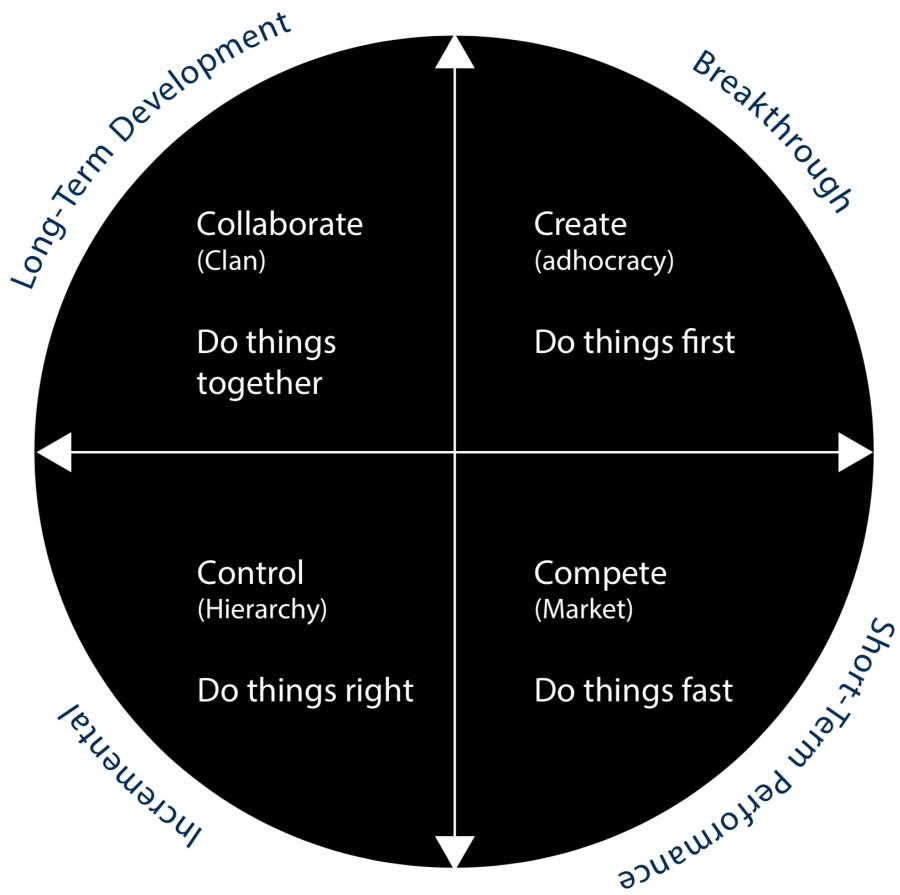 Long-Term Development
Breakthrough
Collaborate
(Clan)
Do things
together
Create
(adhocracy)
Do things first
Control
(Hierarchy)
Do things right
Compete
(Market)
Do things fast
Incremental
Short-Term Performance